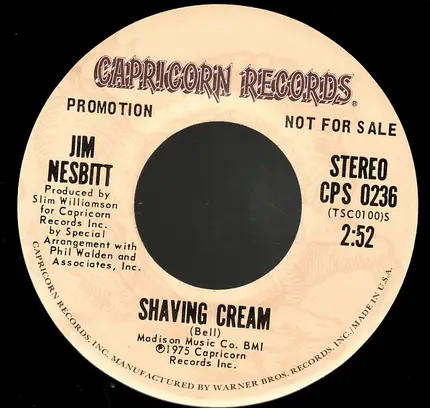 CAPRICORN RECORDS®
PROMOTION
NOT FOR SALE
JIM
NESBITT
Produced by
Slim Williamson
for Capricorn
Records Inc.
by Special
Arrangement with
Phil Walden and
Associates, Inc.
STEREO
CPS 0236
(TSC0100)S
2:52
SHAVING CREAM
(Bell)
Madison Music Co. BMI
℗1975 Capricorn
Records Inc.
CAPRICORN RECORDS, INC. MANUFACTURED BY WARNER BROS. RECORDS, INC./MADE IN U.S.A.